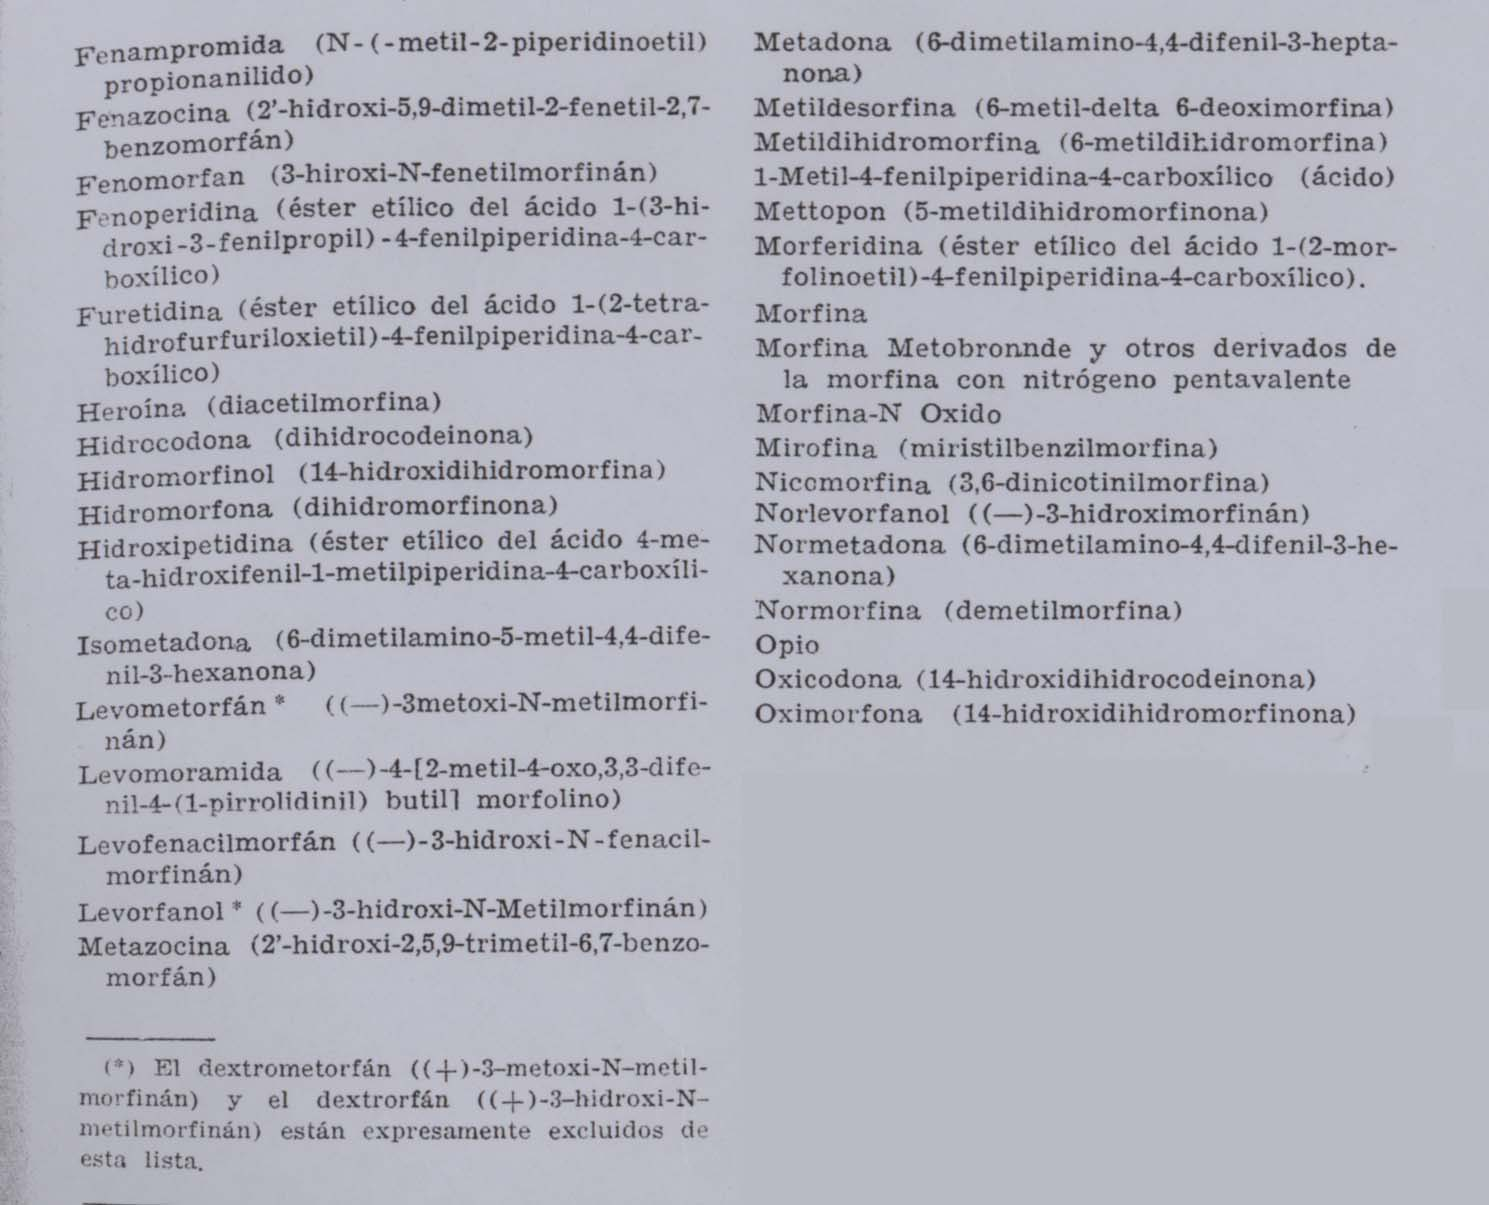 Fenampromida (N-(-metil-2-piperidinoetil)
propionanilido)
Fenazocina (2'-hidroxi-5,9-dimetil-2-fenetil-2,7-
benzomorfán)
Fenomorfan (3-hiroxi-N-fenetilmorfinán)
Fenoperidina (éster etílico del ácido 1-(3-hi-
droxi-3-fenilpropil)-4-fenilpiperidina-4-car-
boxílico)
Furetidina (éster etílico del ácido 1-(2-tetra-
hidrofurfuriloxietil)-4-fenilpiperidina-4-car-
boxílico)
Heroína (diacetilmorfina)
Hidrocodona (dihidrocodeinona)
Hidromorfinol (14-hidroxidihidromorfina)
Hidromorfona (dihidromorfinona)
Hidroxipetidina (éster etílico del ácido 4-me-
ta-hidroxifenil-1-metilpiperidina-4-carboxíli-
co)
Isometadona (6-dimetilamino-5-metil-4,4-dife-
nil-3-hexanona)
Levometorfán * ((—)-3metoxi-N-metilmorfi-
nán)
Levomoramida ((—)-4-[2-metil-4-oxo,3,3-dife-
nil-4-(1-pirrolidinil) butil] morfolino)
Levofenacilmorfán ((—)-3-hidroxi-N-fenacil-
morfinán)
Levorfanol * ((—)-3-hidroxi-N-Metilmorfinán)
Metazocina (2'-hidroxi-2,5,9-trimetil-6,7-benzo-
morfán)
(*) El dextrometorfán ((+)-3-metoxi-N-metil-
morfinán) y el dextrorfán ((+)-3-hidroxi-N-
metilmorfinán) están expresamente excluidos de
esta lista.
Metadona (6-dimetilamino-4,4-difenil-3-hepta-
nona)
Metildesorfina (6-metil-delta 6-deoximorfina)
Metildihidromorfina (6-metildihidromorfina)
1-Metil-4-fenilpiperidina-4-carboxílico (ácido)
Mettopon (5-metildihidromorfinona)
Morferidina (éster etílico del ácido 1-(2-mor-
folinoetil)-4-fenilpiperidina-4-carboxílico).
Morfina
Morfina Metobronnde y otros derivados de
la morfina con nitrógeno pentavalente
Morfina-N Oxido
Mirofina (miristilbenzilmorfina)
Nicomorfina (3,6-dinicotinilmorfina)
Norlevorfanol ((—)-3-hidroximorfinán)
Normetadona (6-dimetilamino-4,4-difenil-3-he-
xanona)
Normorfina (demetilmorfina)
Opio
Oxicodona (14-hidroxidihidrocodeinona)
Oximorfona (14-hidroxidihidromorfinona)